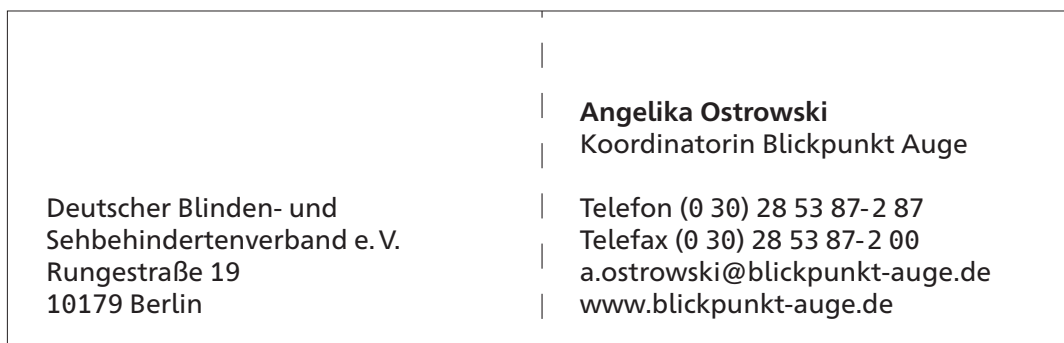 Deutscher Blinden- und
Sehbehindertenverband e. V.
Rungestraße 19
10179 Berlin
Angelika Ostrowski
Koordinatorin Blickpunkt Auge
Telefon (0 30) 28 53 87-2 87
Telefax (0 30) 28 53 87-2 00
a.ostrowski@blickpunkt-auge.de
www.blickpunkt-auge.de